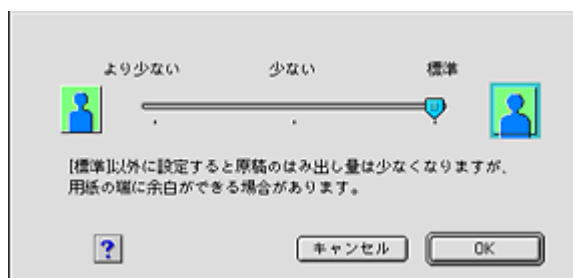 より少ない 少ない 標準
[標準]以外に設定すると原稿のはみ出し量は少なくなりますが、
用紙の端に余白ができる場合があります。
? キャンセル OK